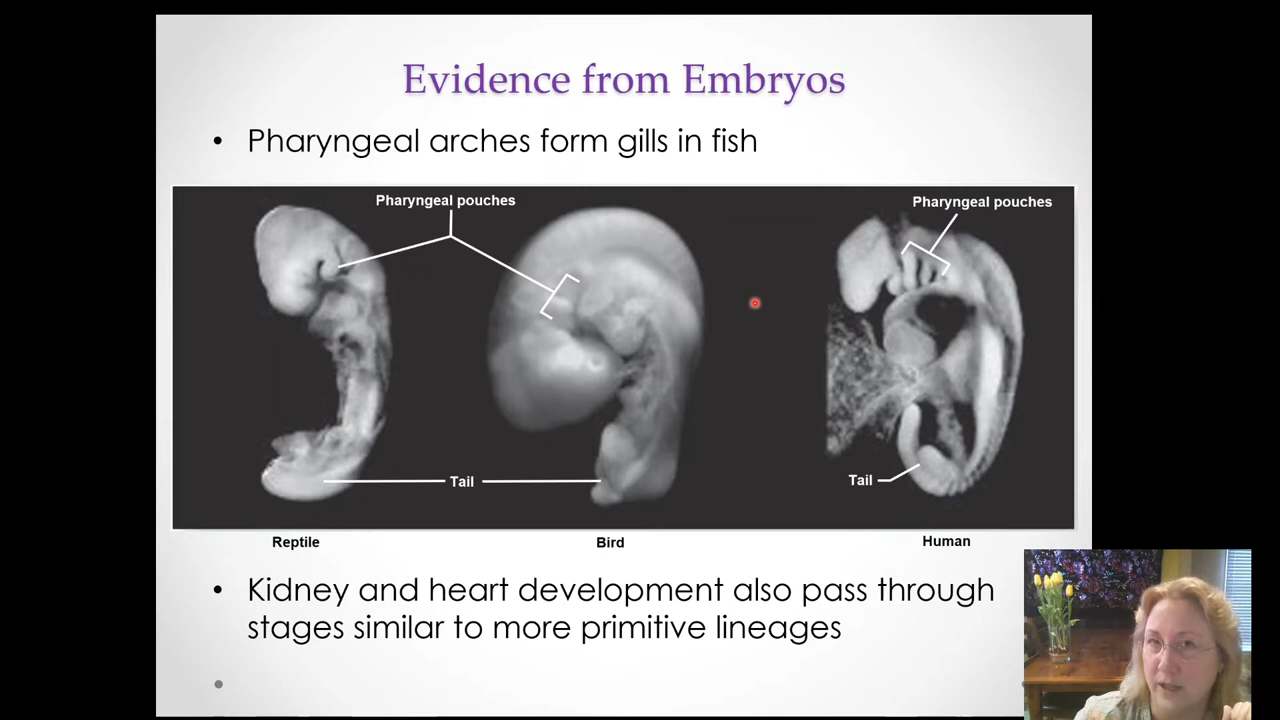 Evidence from Embryos
• Pharyngeal arches form gills in fish
Pharyngeal pouches
Pharyngeal pouches
Tail
Tail
Reptile
Bird
Human
• Kidney and heart development also pass through
stages similar to more primitive lineages
•